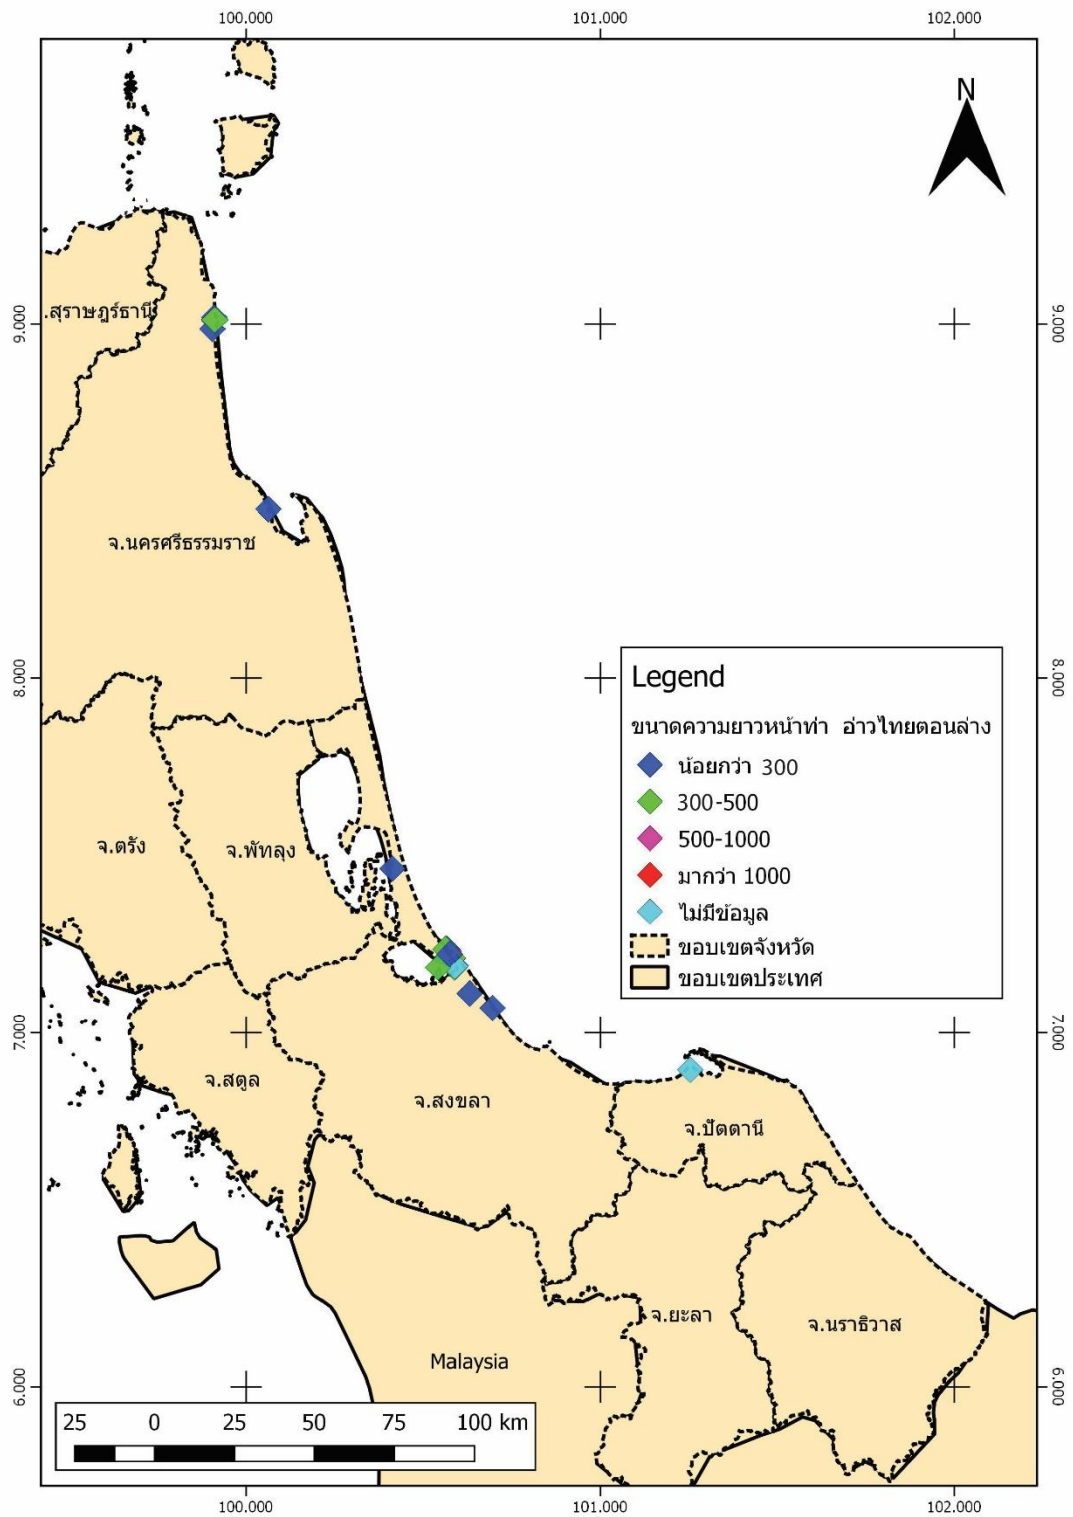 100.000 101.000 102.000
N
.สุราษฎร์ธานี
9.000 9.000
จ.นครศรีธรรมราช
8.000 8.000
Legend
ขนาดความยาวหน้าท่า อ่าวไทยตอนล่าง
น้อยกว่า 300
300-500
500-1000
มากว่า 1000
ไม่มีข้อมูล
ขอบเขตจังหวัด
ขอบเขตประเทศ
จ.ตรัง
จ.พัทลุง
7.000 7.000
จ.สตูล
จ.สงขลา
จ.ปัตตานี
จ.ยะลา
จ.นราธิวาส
Malaysia
6.000 6.000
25 0 25 50 75 100 km
100.000 101.000 102.000